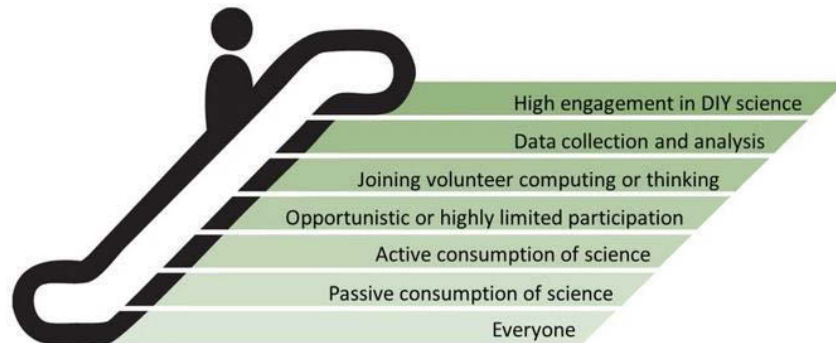 High engagement in DIY science
Data collection and analysis
Joining volunteer computing or thinking
Opportunistic or highly limited participation
Active consumption of science
Passive consumption of science
Everyone